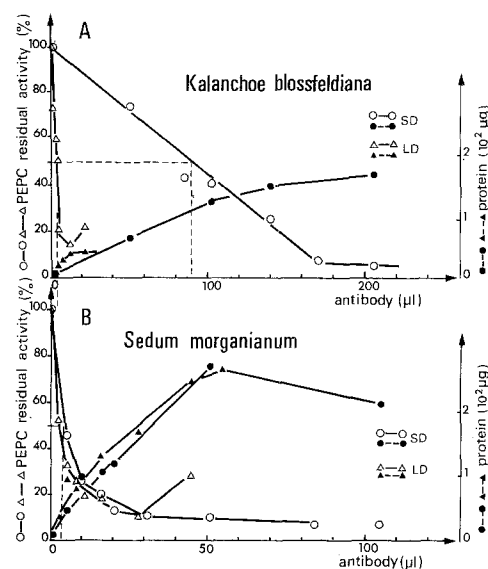 A
Kalanchoe blossfeldiana
○—○ △—△ PEPC residual activity (%)
100
80
60
40
20
0
SD
LD
protein (10² µg)
2
1
0
0
100
200
antibody (µl)
B
Sedum morganianum
○—○ △—△ PEPC residual activity (%)
100
80
60
40
20
SD
LD
protein (10² µg)
2
1
0
0
50
100
antibody (µl)